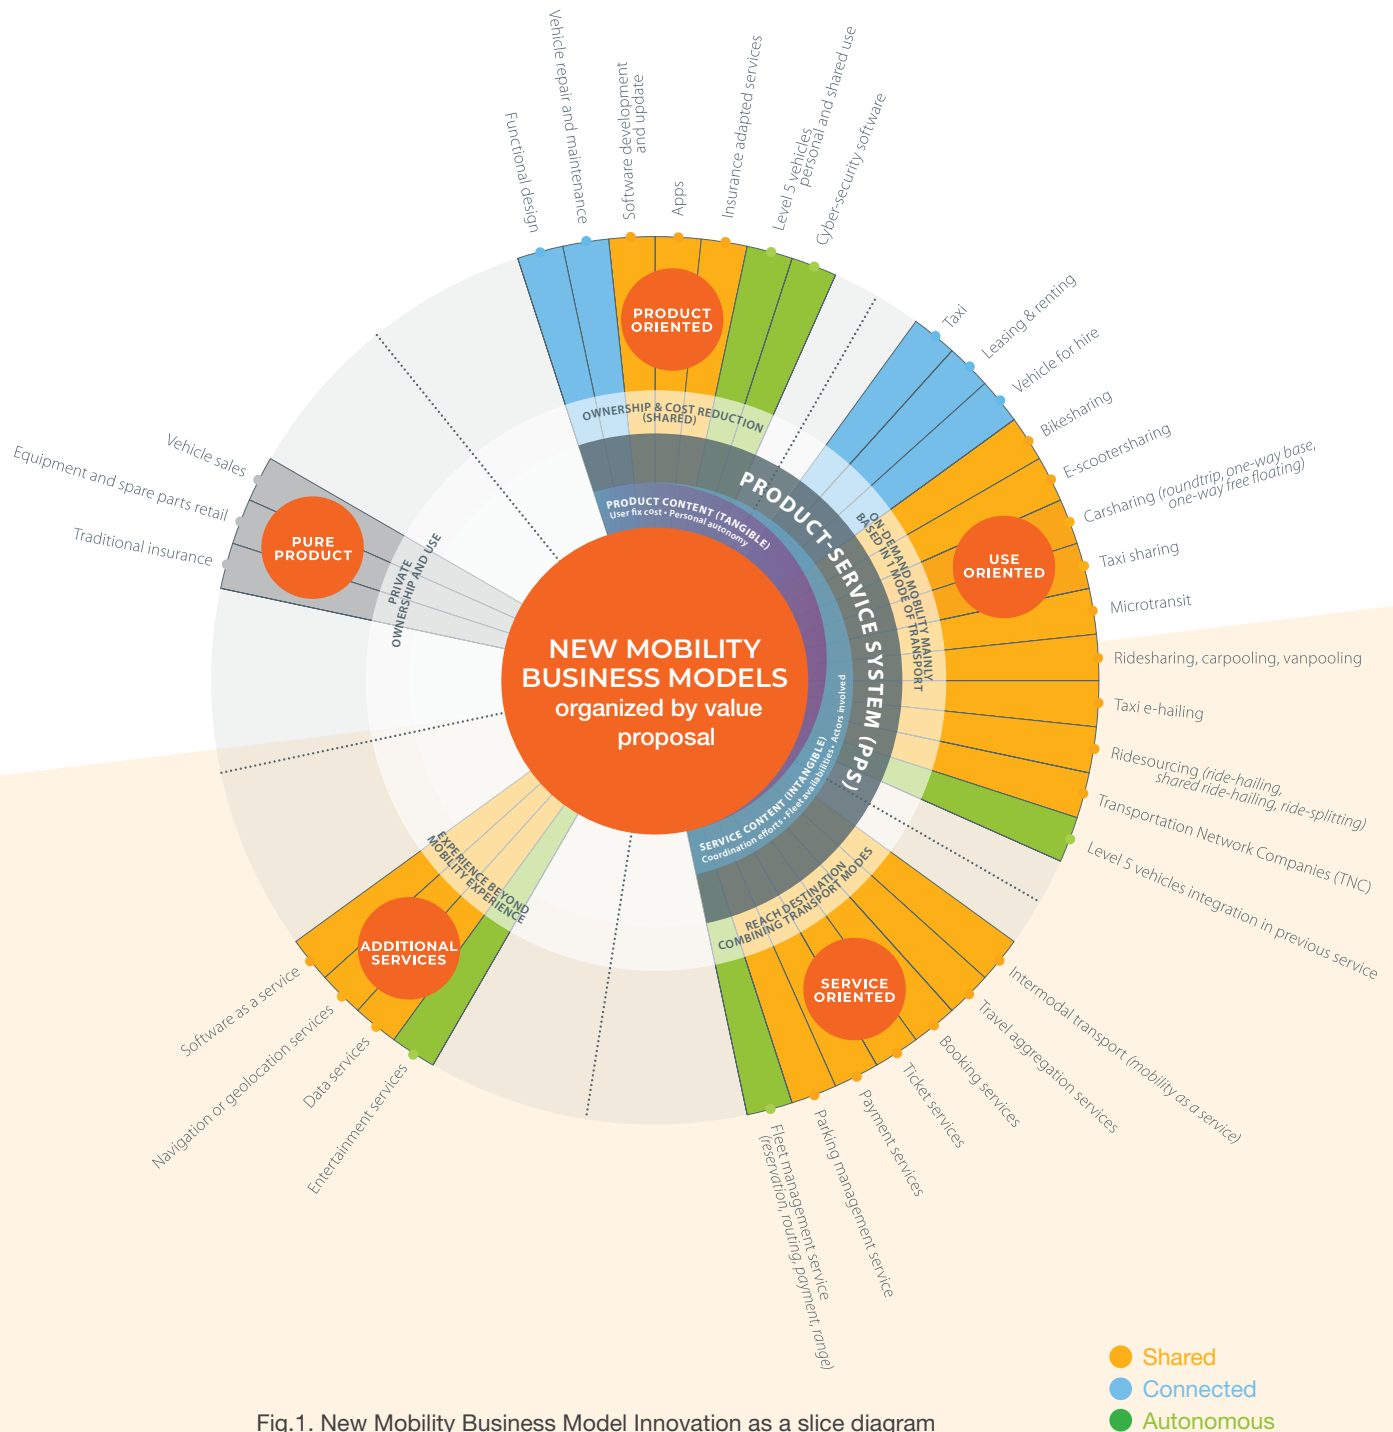 Functional design
Vehicle repair and maintenance
Software development
and update
Apps
Insurance adapted services
Level 5 vehicles
personal and shared use
Cyber-security software
PRODUCT
ORIENTED
OWNERSHIP & COST REDUCTION
(SHARED)
Taxi
Leasing & renting
Vehicle for hire
Bikesharing
E-scootersharing
Carsharing (roundtrip, one-way base,
one-way free floating)
Taxi sharing
Microtransit
Ridesharing, carpooling, vanpooling
Taxi e-hailing
Ridesourcing (ride-hailing,
shared ride-hailing, ride-splitting)
Transportation Network Companies (TNC)
Level 5 vehicles integration in previous service
USE
ORIENTED
ON-DEMAND MOBILITY MAINLY
BASED IN 1 MODE OF TRANSPORT
PRODUCT-SERVICE SYSTEM (PPS)
PRODUCT CONTENT (TANGIBLE)
User fix cost • Personal autonomy
SERVICE CONTENT (INTANGIBLE)
Coordination efforts • Fleet availabilities • Actors involved
NEW MOBILITY
BUSINESS MODELS
organized by value
proposal
Intermodal transport (mobility as a service)
Travel aggregation services
Booking services
Ticket services
Payment services
Parking management service
Fleet management service
(reservation, routing, payment, range)
SERVICE
ORIENTED
REACH DESTINATION
COMBINING TRANSPORT MODES
Entertainment services
Data services
Navigation or geolocation services
Software as a service
ADDITIONAL
SERVICES
EXPERIENCE BEYOND
MOBILITY EXPERIENCE
Traditional insurance
Equipment and spare parts retail
Vehicle sales
PURE
PRODUCT
PRIVATE
OWNERSHIP AND USE
Shared
Connected
Autonomous
Fig.1. New Mobility Business Model Innovation as a slice diagram